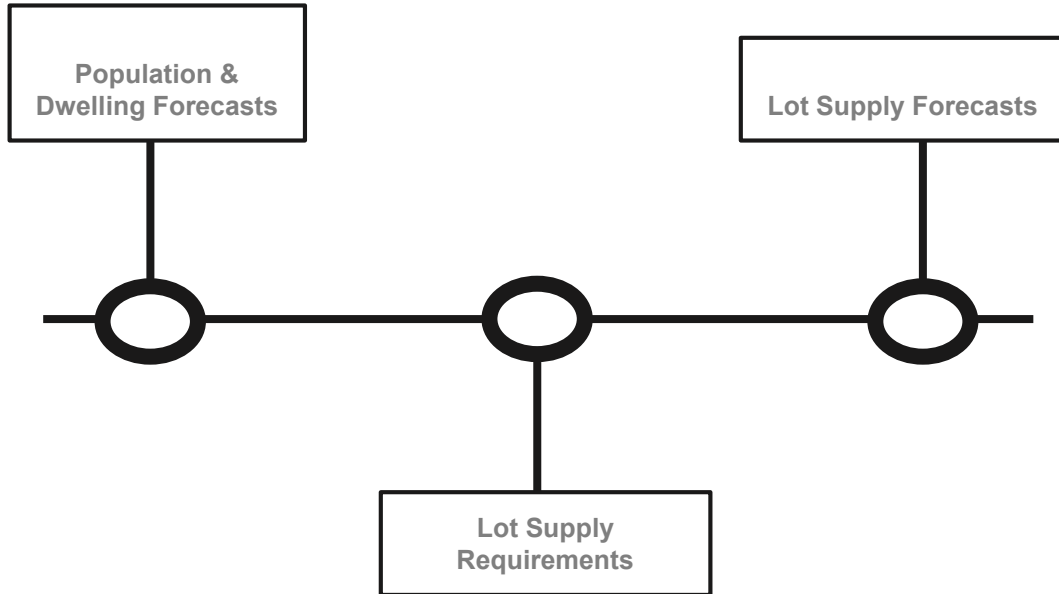 Population &
Dwelling Forecasts
Lot Supply Forecasts
Lot Supply
Requirements